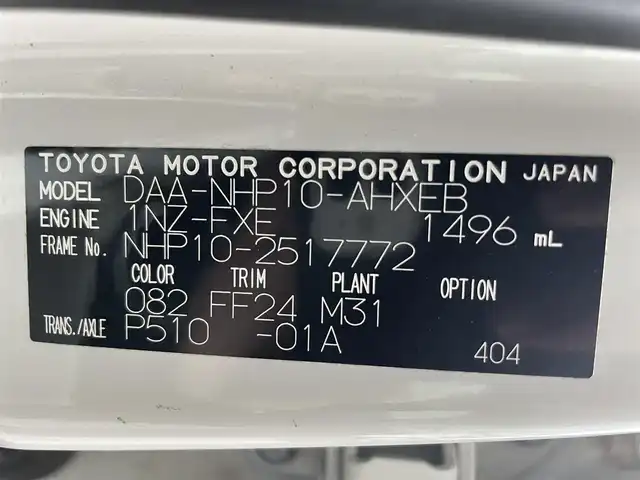 TOYOTA MOTOR CORPORATION JAPAN
MODEL DAA-NHP10-AHXEB
ENGINE 1NZ-FXE 1496 mL
FRAME No. NHP10-2517772
COLOR TRIM PLANT OPTION
082 FF24 M31
TRANS./AXLE P510 -01A
404